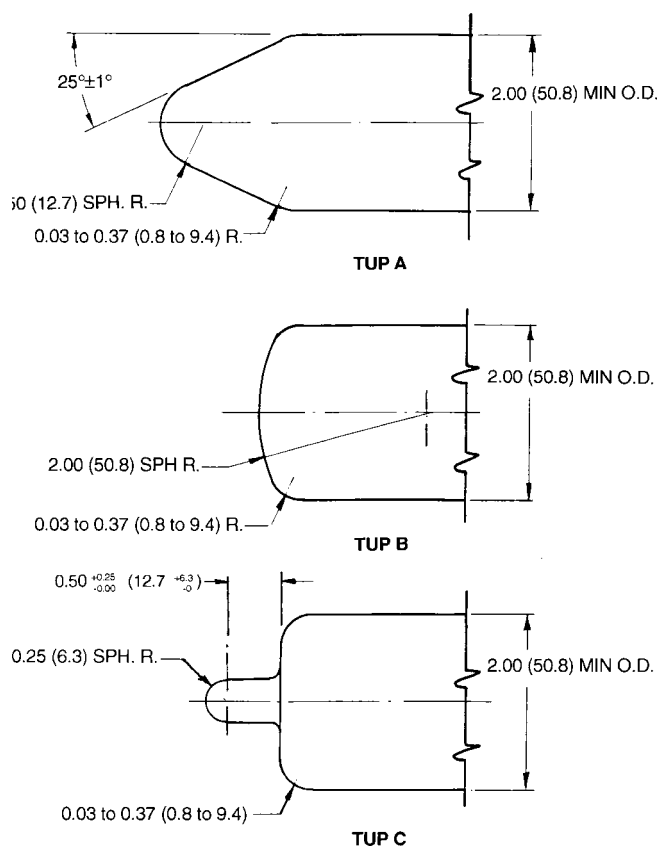 25°±1°
2.00 (50.8) MIN O.D.
50 (12.7) SPH. R.
0.03 to 0.37 (0.8 to 9.4) R.
TUP A
2.00 (50.8) MIN O.D.
2.00 (50.8) SPH R.
0.03 to 0.37 (0.8 to 9.4) R.
TUP B
0.50 +0.25 -0.00 (12.7 +6.3 -0 )
0.25 (6.3) SPH. R.
2.00 (50.8) MIN O.D.
0.03 to 0.37 (0.8 to 9.4)
TUP C